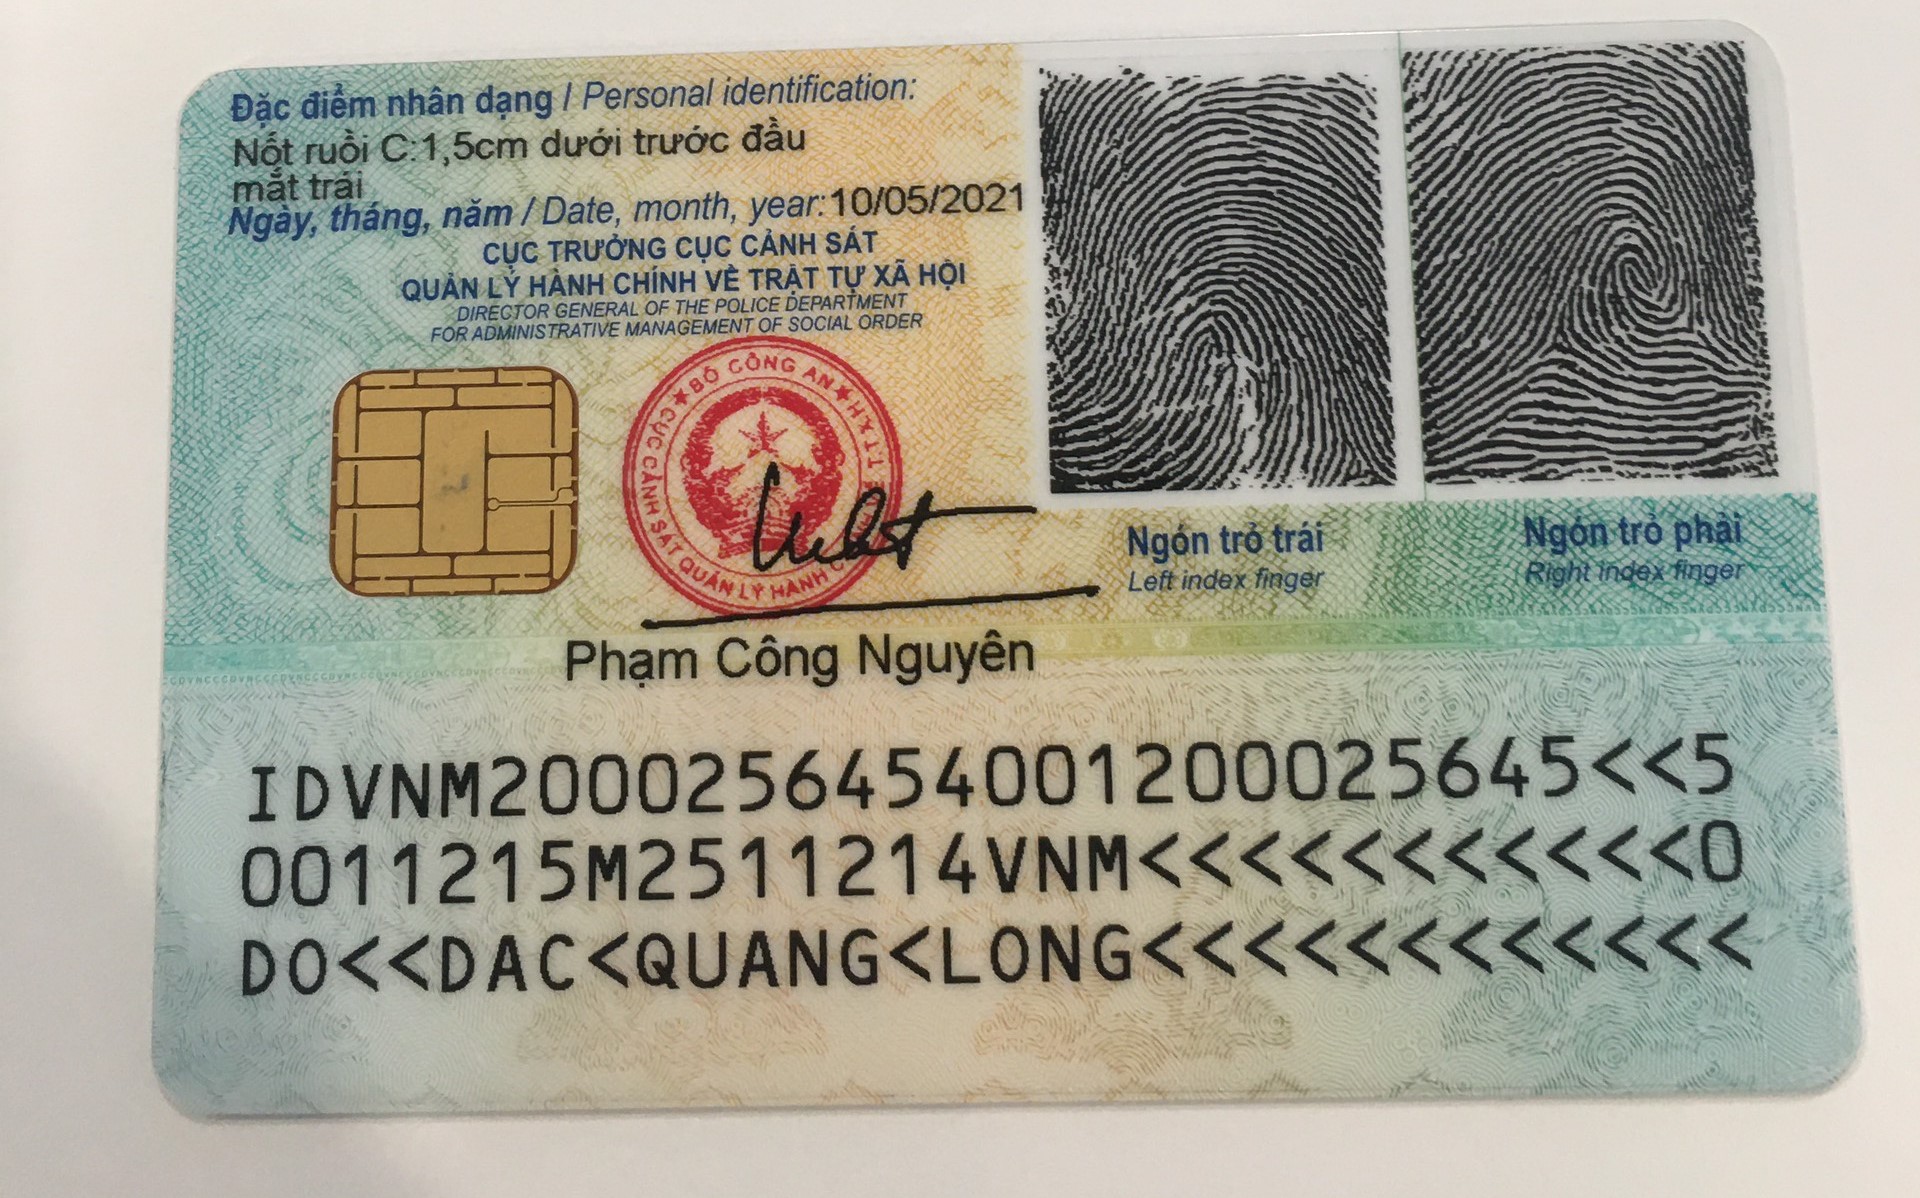 Đặc điểm nhân dạng / Personal identification:
Nốt ruồi C:1,5cm dưới trước đầu
mắt trái
Ngày, tháng, năm / Date, month, year:10/05/2021
CỤC TRƯỞNG CỤC CẢNH SÁT
QUẢN LÝ HÀNH CHÍNH VỀ TRẬT TỰ XÃ HỘI
DIRECTOR GENERAL OF THE POLICE DEPARTMENT
FOR ADMINISTRATIVE MANAGEMENT OF SOCIAL ORDER
BỘ CÔNG AN
CỤC CẢNH SÁT QUẢN LÝ HÀNH C
Ngón trỏ trái
Left index finger
Ngón trỏ phải
Right index finger
Phạm Công Nguyên
IDVNM2000256454001200025645<<5
0011215M2511214VNM<<<<<<<<<<<0
DO<<DAC<QUANG<LONG<<<<<<<<<<<<